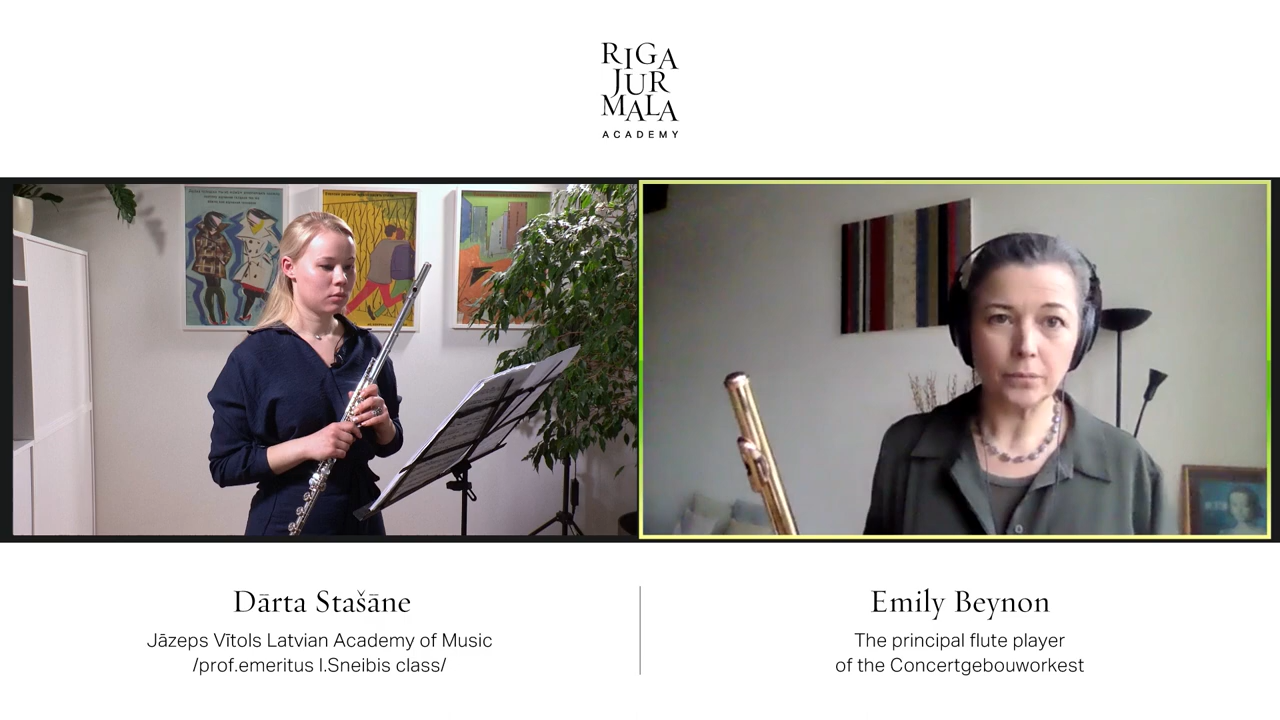 RIGA
JUR
MALA
ACADEMY
Dārta Stašāne
Jāzeps Vītols Latvian Academy of Music
/prof.emeritus I.Sneibis class/
Emily Beynon
The principal flute player
of the Concertgebouworkest